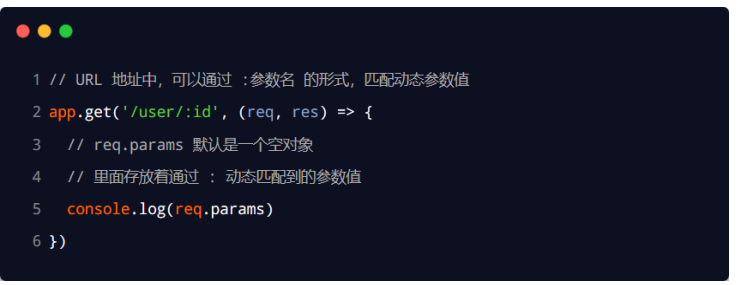 1 // URL 地址中，可以通过 :参数名 的形式，匹配动态参数值
2 app.get('/user/:id', (req, res) => {
3   // req.params 默认是一个空对象
4   // 里面存放着通过 : 动态匹配到的参数值
5   console.log(req.params)
6 })